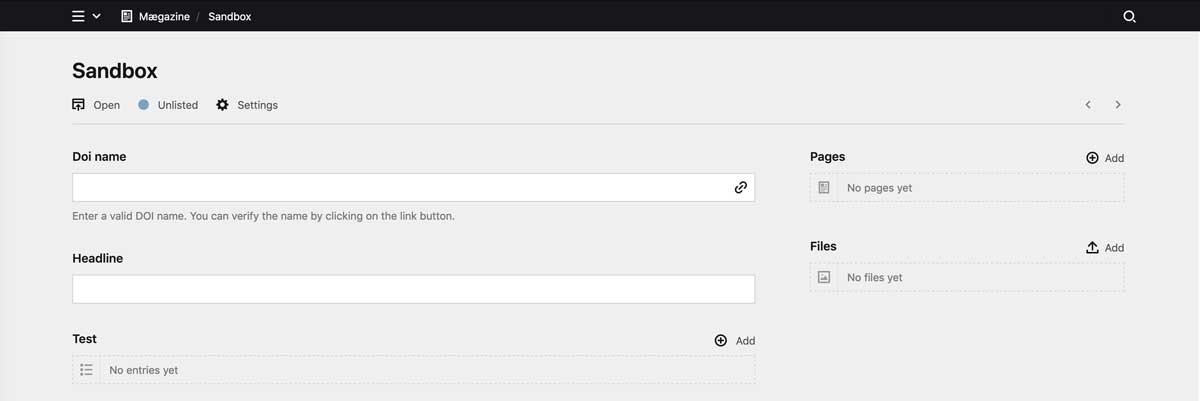 Mægazine / Sandbox
Sandbox
Open Unlisted Settings
Doi name
Enter a valid DOI name. You can verify the name by clicking on the link button.
Headline
Test Add
No entries yet
Pages Add
No pages yet
Files Add
No files yet